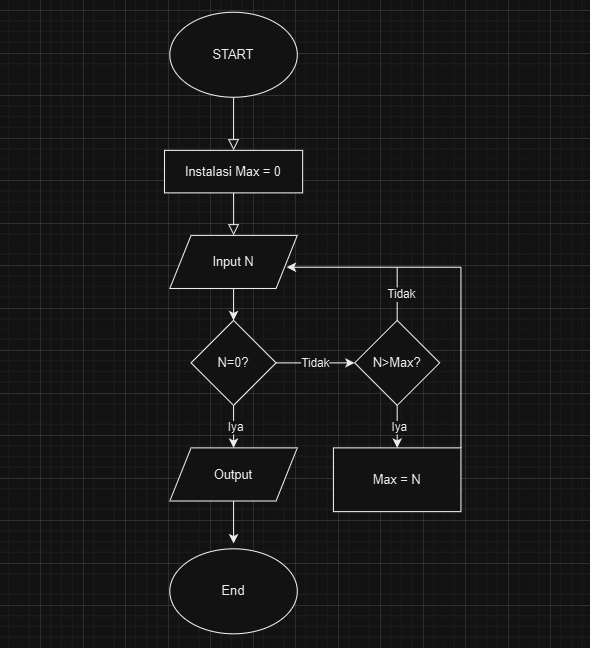 START
Instalasi Max = 0
Input N
Tidak
N=0?
Tidak
N>Max?
Iya
Iya
Output
Max = N
End